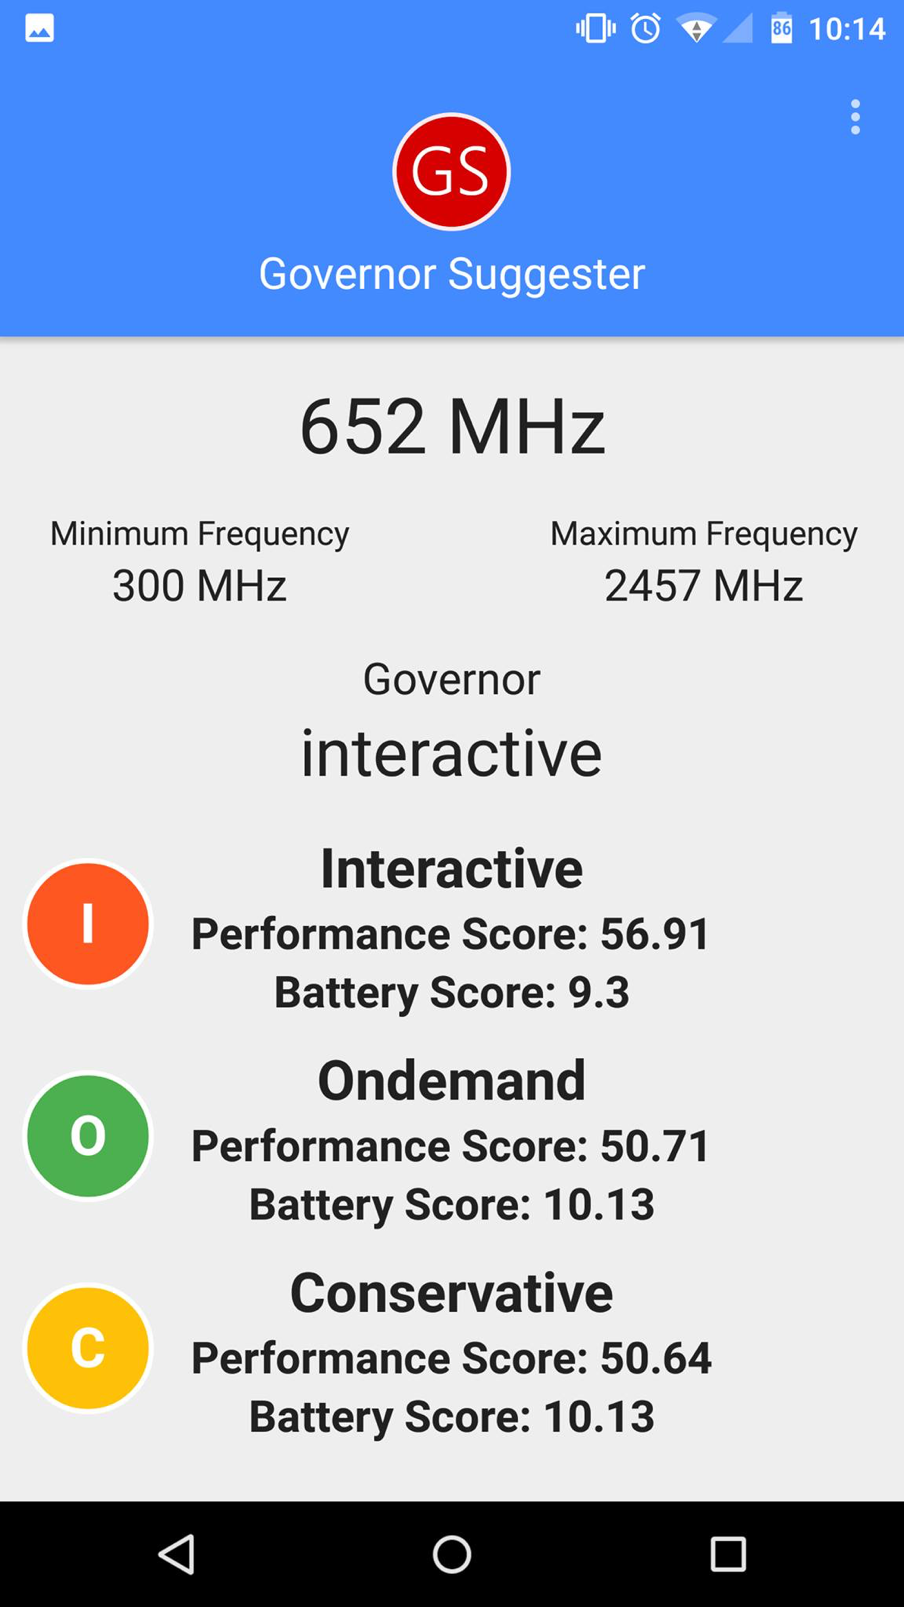 86 10:14
GS
Governor Suggester
652 MHz
Minimum Frequency Maximum Frequency
300 MHz 2457 MHz
Governor
interactive
I
Interactive
Performance Score: 56.91
Battery Score: 9.3
O
Ondemand
Performance Score: 50.71
Battery Score: 10.13
C
Conservative
Performance Score: 50.64
Battery Score: 10.13